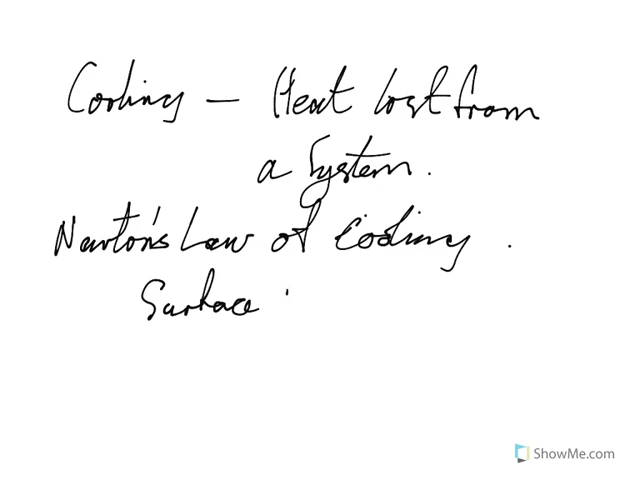 Cooling – Heat lost from
a System.
Newton's Law of Cooling.
Surface
ShowMe.com